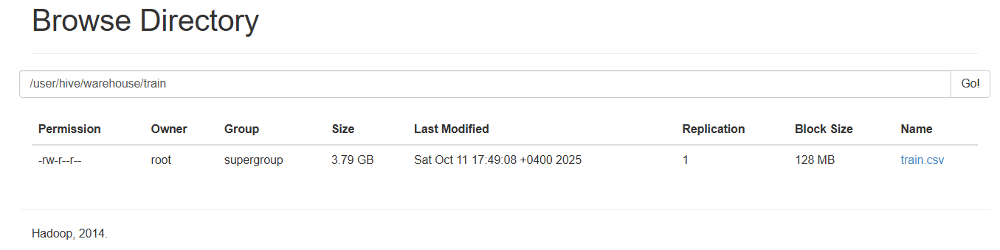 Browse Directory
/user/hive/warehouse/train Go!
Permission Owner Group Size Last Modified Replication Block Size Name
-rw-r--r-- root supergroup 3.79 GB Sat Oct 11 17:49:08 +0400 2025 1 128 MB train.csv
Hadoop, 2014.